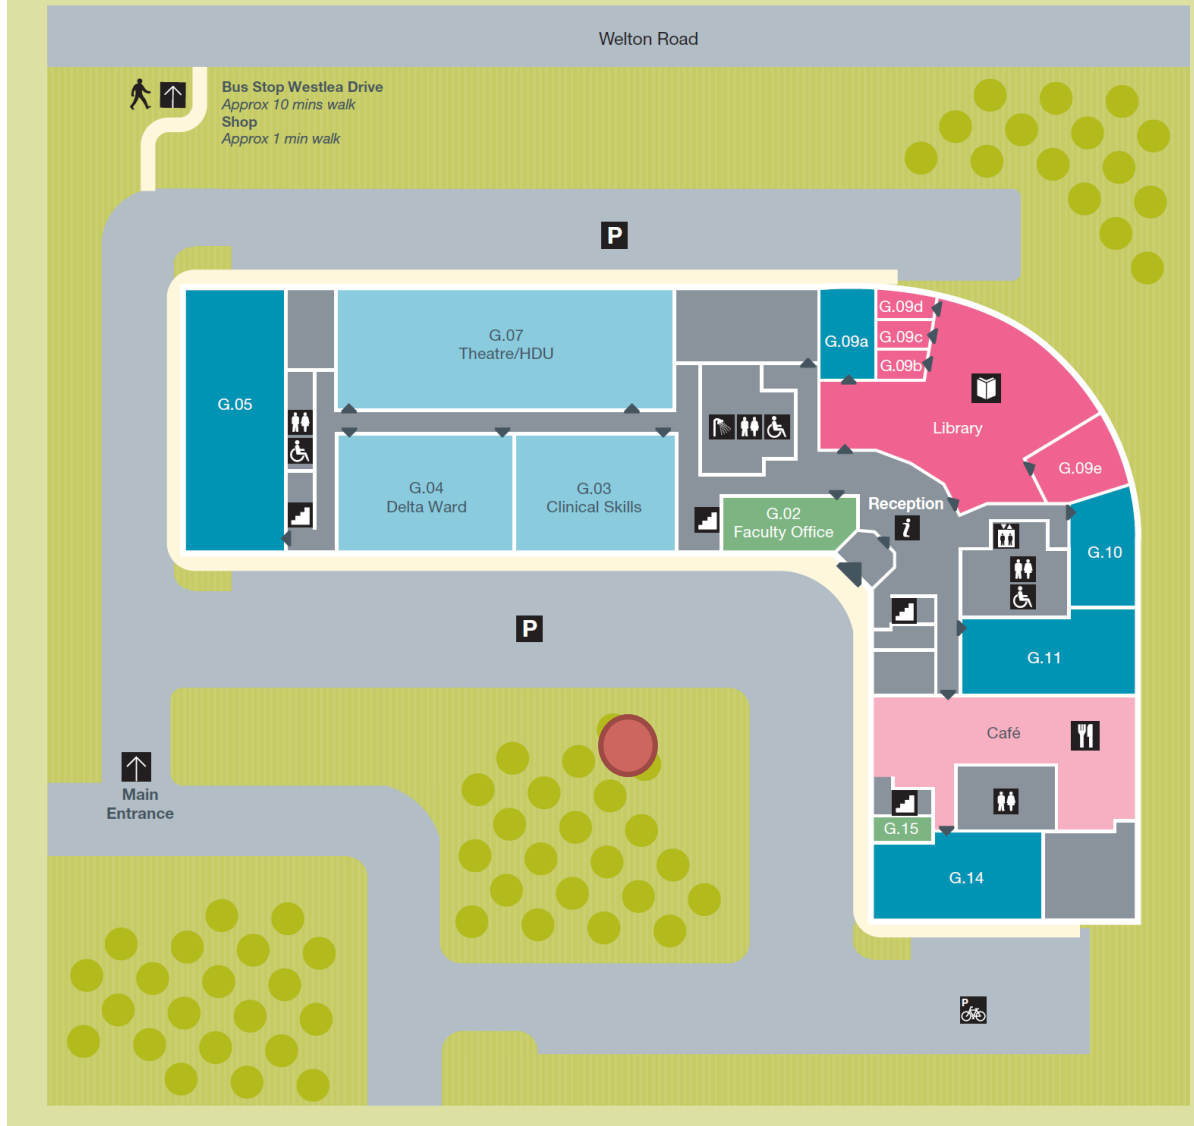 Welton Road
Bus Stop Westlea Drive
Approx 10 mins walk
Shop
Approx 1 min walk
P
G.09d
G.07
Theatre/HDU
G.09a
G.09c
G.09b
G.05
Library
G.09e
G.04
Delta Ward
G.03
Clinical Skills
G.02
Faculty Office
Reception
i
G.10
P
G.11
Café
Main
Entrance
G.15
G.14
P